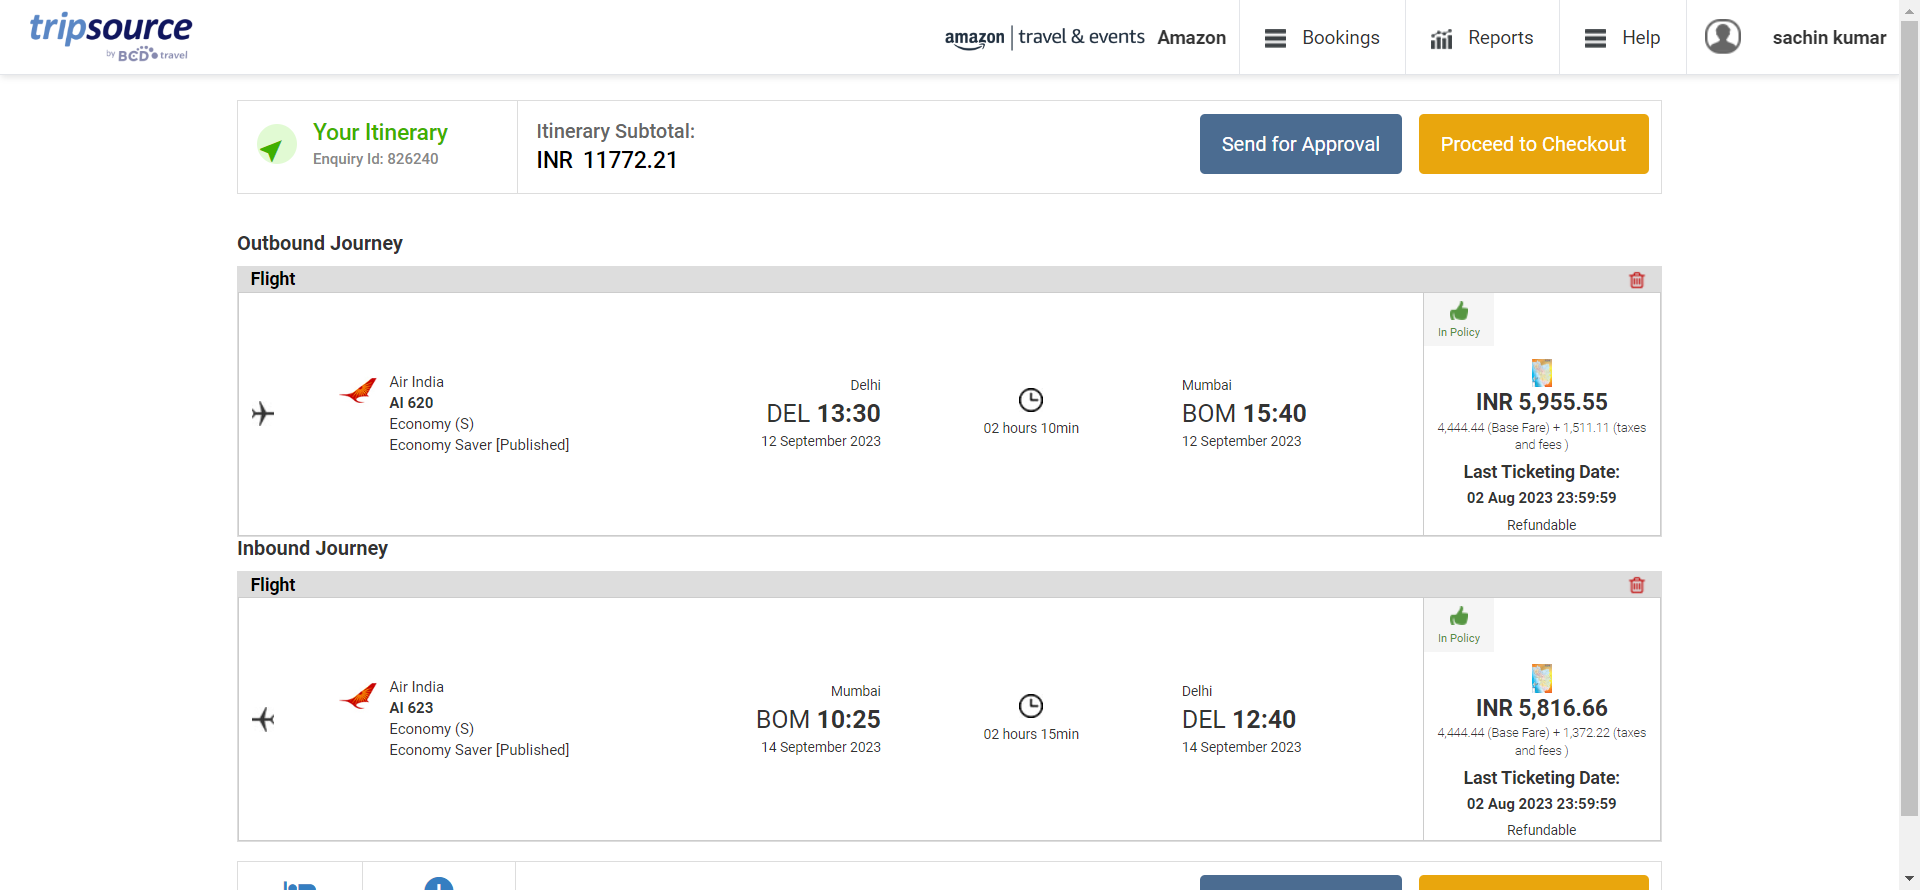 tripsource
by BCD travel
amazon | travel & events Amazon
Bookings
Reports
Help
sachin kumar
Your Itinerary
Enquiry Id: 826240
Itinerary Subtotal:
INR 11772.21
Send for Approval
Proceed to Checkout
Outbound Journey
Flight
In Policy
Air India
AI 620
Economy (S)
Economy Saver [Published]
Delhi
DEL 13:30
12 September 2023
02 hours 10min
Mumbai
BOM 15:40
12 September 2023
INR 5,955.55
4,444.44 (Base Fare) + 1,511.11 (taxes
and fees )
Last Ticketing Date:
02 Aug 2023 23:59:59
Refundable
Inbound Journey
Flight
In Policy
Air India
AI 623
Economy (S)
Economy Saver [Published]
Mumbai
BOM 10:25
14 September 2023
02 hours 15min
Delhi
DEL 12:40
14 September 2023
INR 5,816.66
4,444.44 (Base Fare) + 1,372.22 (taxes
and fees )
Last Ticketing Date:
02 Aug 2023 23:59:59
Refundable